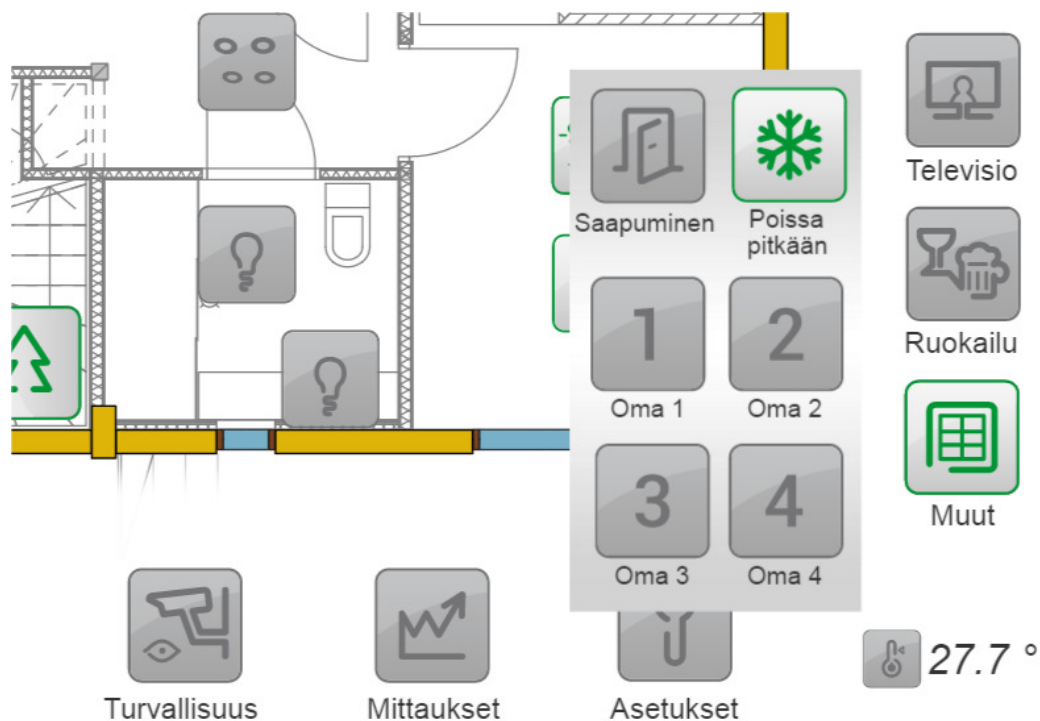 Televisio
Saapuminen
Poissa
pitkään
1
2
Oma 1
Oma 2
Ruokailu
3
4
Oma 3
Oma 4
Muut
27.7 °
Turvallisuus
Mittaukset
Asetukset